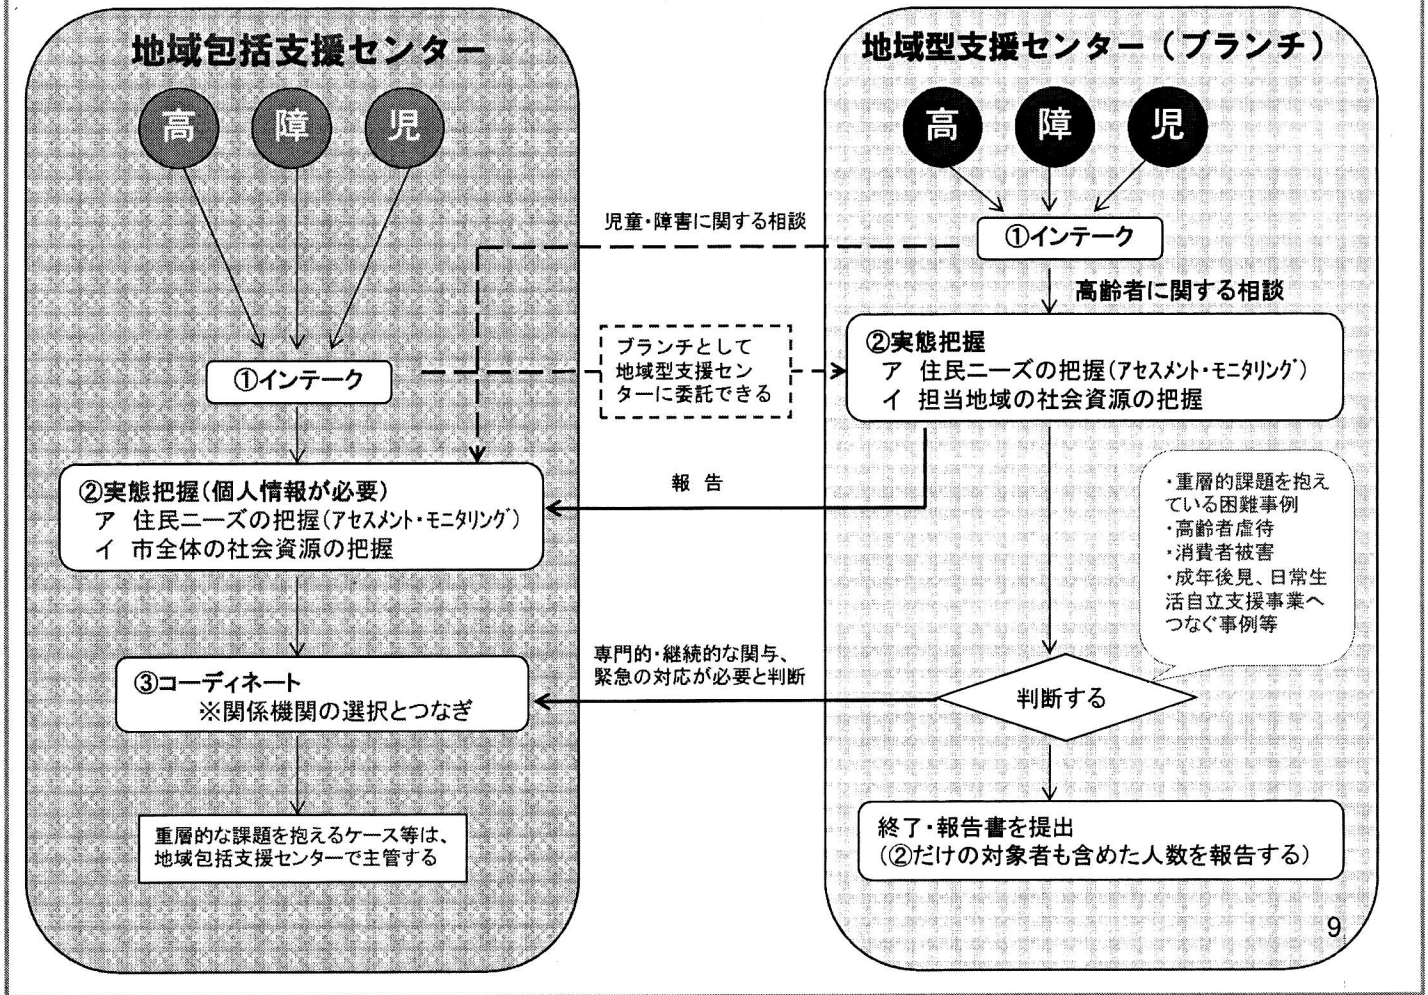 地域包括支援センター
高 障 児
①インテーク
②実態把握(個人情報が必要)
ア 住民ニーズの把握(アセスメント・モニタリング)
イ 市全体の社会資源の把握
③コーディネート
※関係機関の選択とつなぎ
重層的な課題を抱えるケース等は、
地域包括支援センターで主管する
児童・障害に関する相談
ブランチとして
地域型支援セン
ターに委託できる
報 告
専門的・継続的な関与、
緊急の対応が必要と判断
地域型支援センター(ブランチ)
高 障 児
①インテーク
高齢者に関する相談
②実態把握
ア 住民ニーズの把握(アセスメント・モニタリング)
イ 担当地域の社会資源の把握
・重層的課題を抱え
ている困難事例
・高齢者虐待
・消費者被害
・成年後見、日常生
活自立支援事業へ
つなぐ事例等
判断する
終了・報告書を提出
(②だけの対象者も含めた人数を報告する)
9